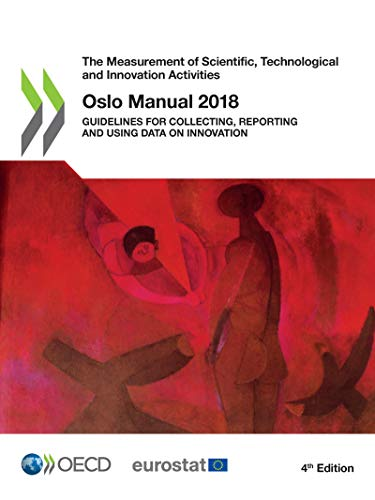 The Measurement of Scientific, Technological
and Innovation Activities
Oslo Manual 2018
GUIDELINES FOR COLLECTING, REPORTING
AND USING DATA ON INNOVATION
OECD
eurostat
4th Edition